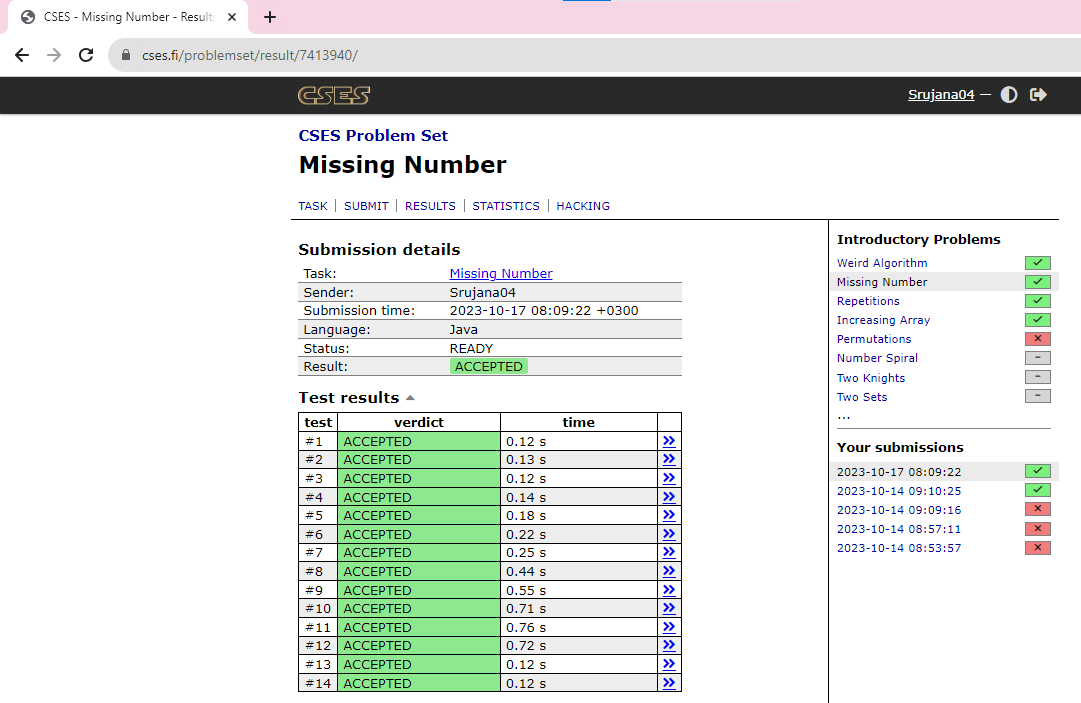 CSES - Missing Number - Results
cses.fi/problemset/result/7413940/
CSES
Srujana04 —
CSES Problem Set
Missing Number
TASK | SUBMIT | RESULTS | STATISTICS | HACKING
Submission details
Task: Missing Number
Sender: Srujana04
Submission time: 2023-10-17 08:09:22 +0300
Language: Java
Status: READY
Result: ACCEPTED
Test results
test verdict time
#1 ACCEPTED 0.12 s »
#2 ACCEPTED 0.13 s »
#3 ACCEPTED 0.12 s »
#4 ACCEPTED 0.14 s »
#5 ACCEPTED 0.18 s »
#6 ACCEPTED 0.22 s »
#7 ACCEPTED 0.25 s »
#8 ACCEPTED 0.44 s »
#9 ACCEPTED 0.55 s »
#10 ACCEPTED 0.71 s »
#11 ACCEPTED 0.76 s »
#12 ACCEPTED 0.72 s »
#13 ACCEPTED 0.12 s »
#14 ACCEPTED 0.12 s »
Introductory Problems
Weird Algorithm ✓
Missing Number ✓
Repetitions ✓
Increasing Array ✓
Permutations ×
Number Spiral –
Two Knights –
Two Sets –
...
Your submissions
2023-10-17 08:09:22 ✓
2023-10-14 09:10:25 ✓
2023-10-14 09:09:16 ×
2023-10-14 08:57:11 ×
2023-10-14 08:53:57 ×